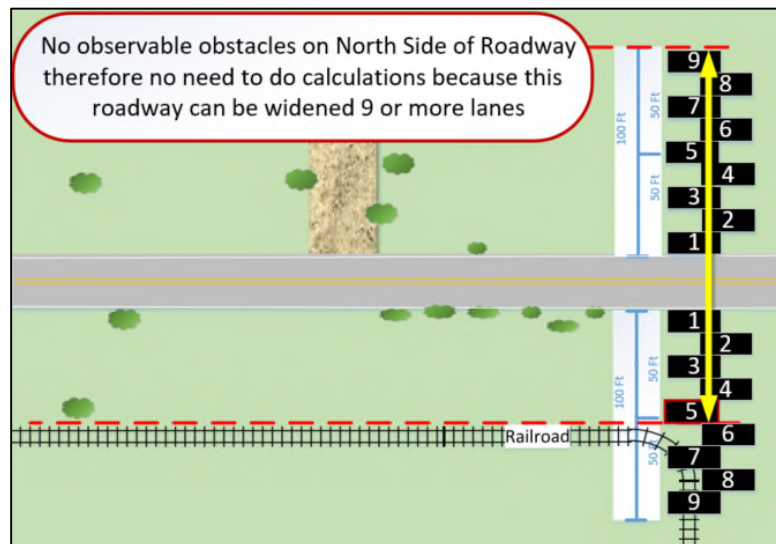 No observable obstacles on North Side of Roadway
therefore no need to do calculations because this
roadway can be widened 9 or more lanes
100 Ft
50 Ft
50 Ft
9
8
7
6
5
4
3
2
1
100 Ft
50 Ft
50
1
2
3
4
5
6
7
8
9
Railroad